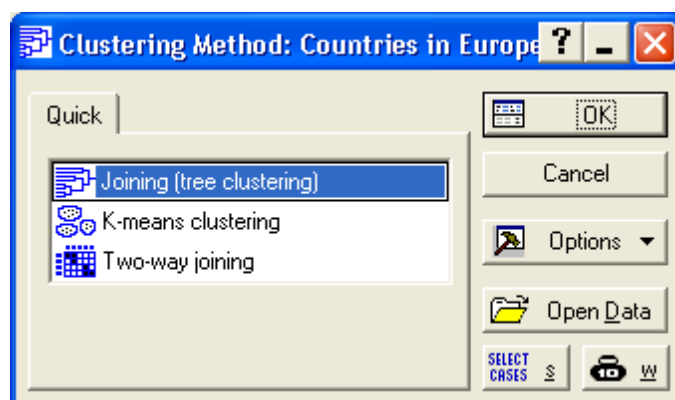 Clustering Method: Countries in Europe
Quick
Joining (tree clustering)
K-means clustering
Two-way joining
OK
Cancel
Options
Open Data
SELECT
CASES S
10 W